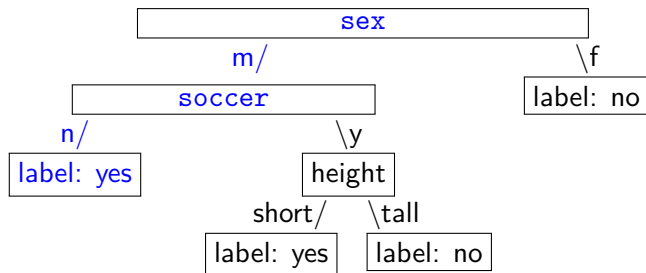 sex
m/ \f
soccer label: no
n/ \y
label: yes height
short/ \tall
label: yes label: no